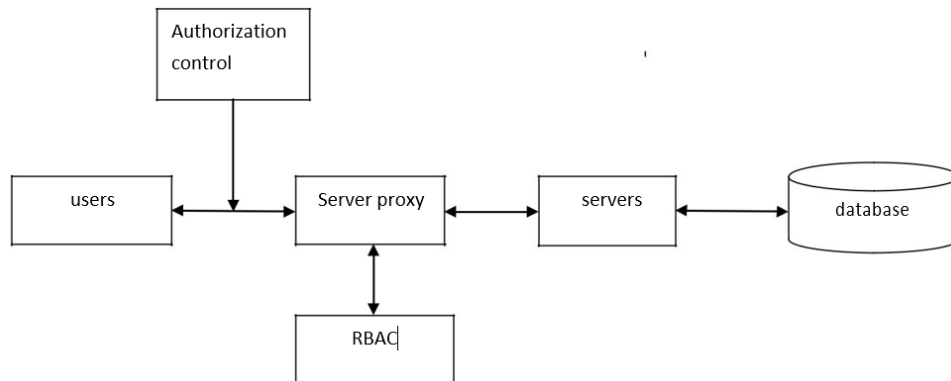 Authorization
control
users
Server proxy
servers
database
RBAC